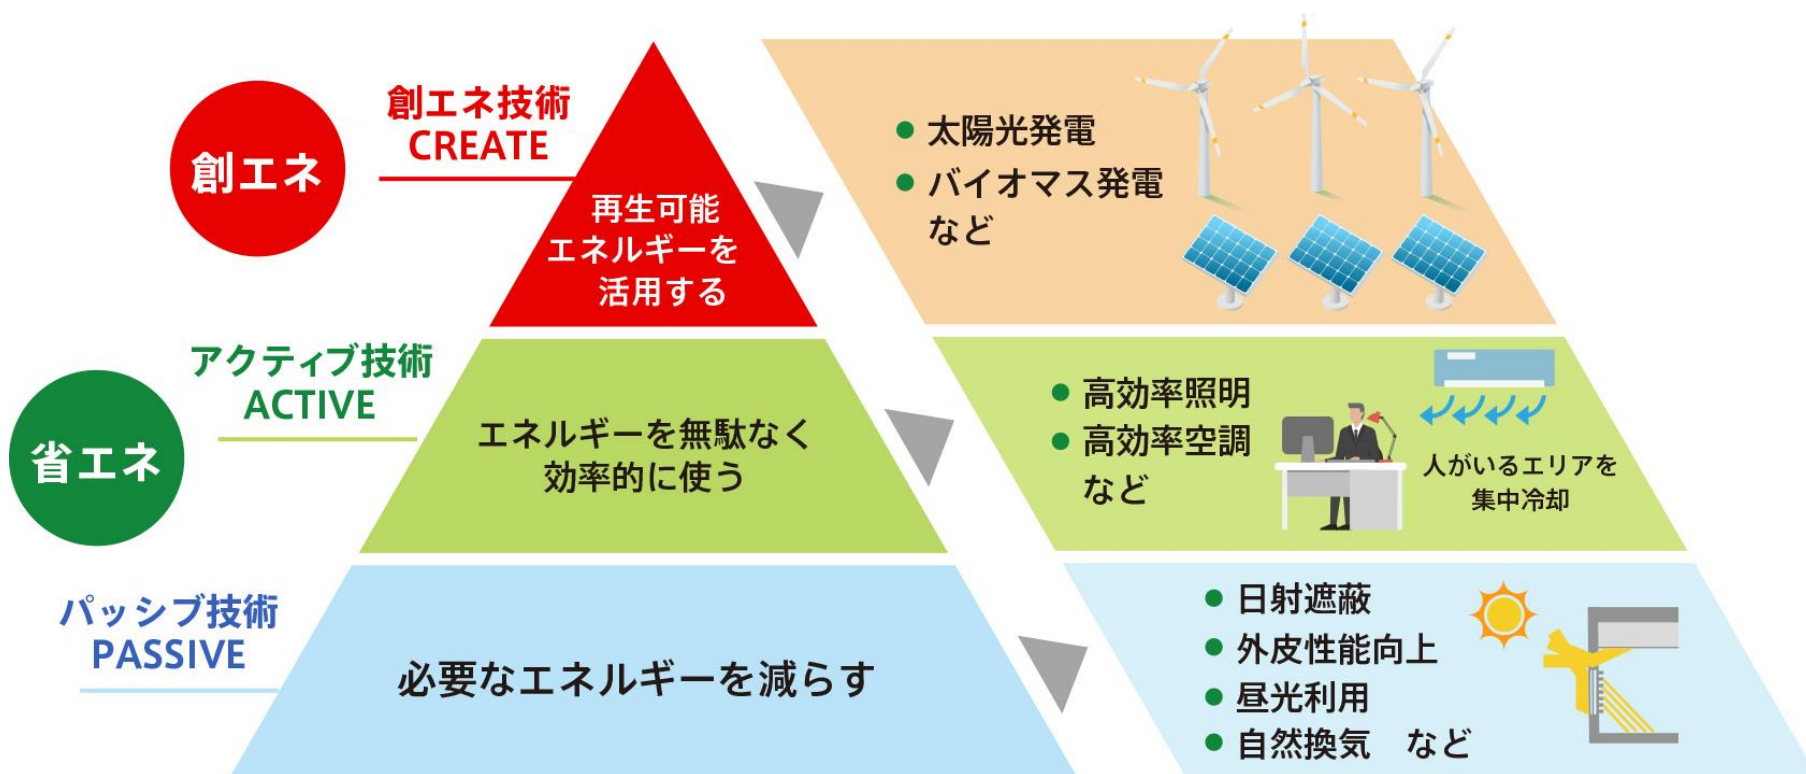 創エネ
創エネ技術
CREATE
再生可能
エネルギーを
活用する
● 太陽光発電
● バイオマス発電
など
省エネ
アクティブ技術
ACTIVE
エネルギーを無駄なく
効率的に使う
● 高効率照明
● 高効率空調
など
人がいるエリアを
集中冷却
パッシブ技術
PASSIVE
必要なエネルギーを減らす
● 日射遮蔽
● 外皮性能向上
● 昼光利用
● 自然換気　など